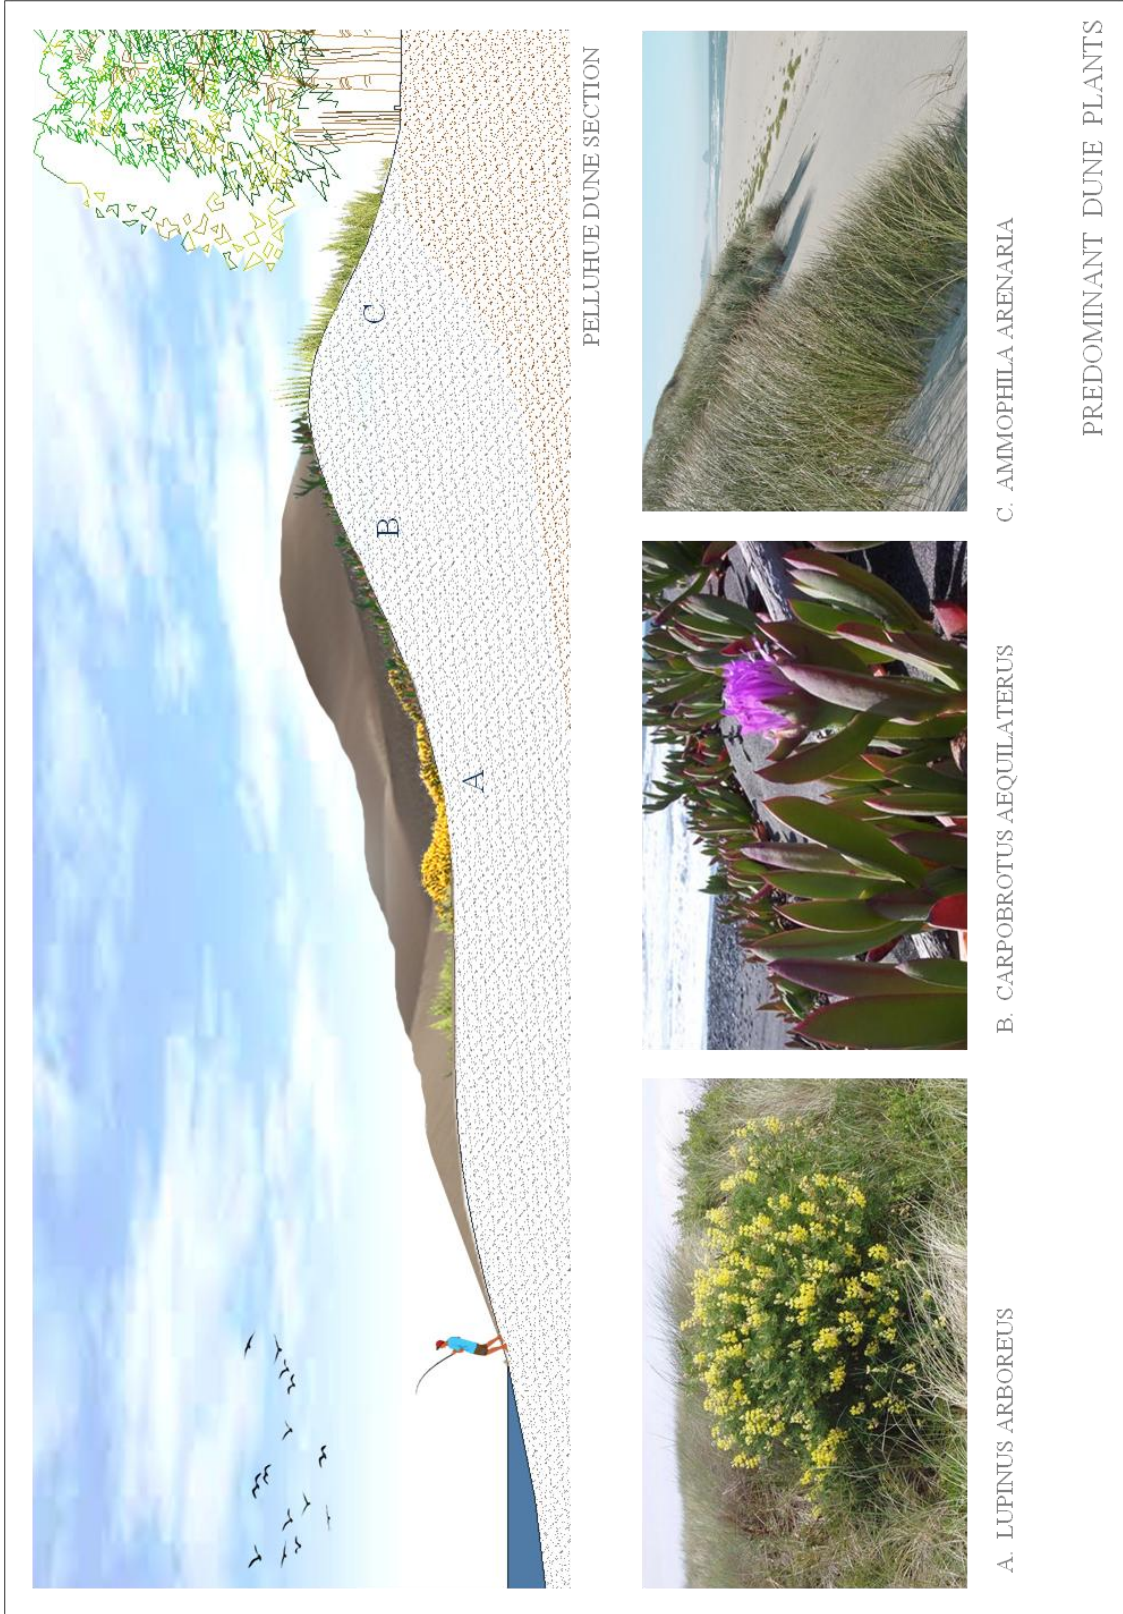 A
B
C
PELLUHUE DUNE SECTION
A. LUPINUS ARBOREUS
B. CARPOBROTUS AEQUILATERUS
C. AMMOPHILA ARENARIA
PREDOMINANT DUNE PLANTS